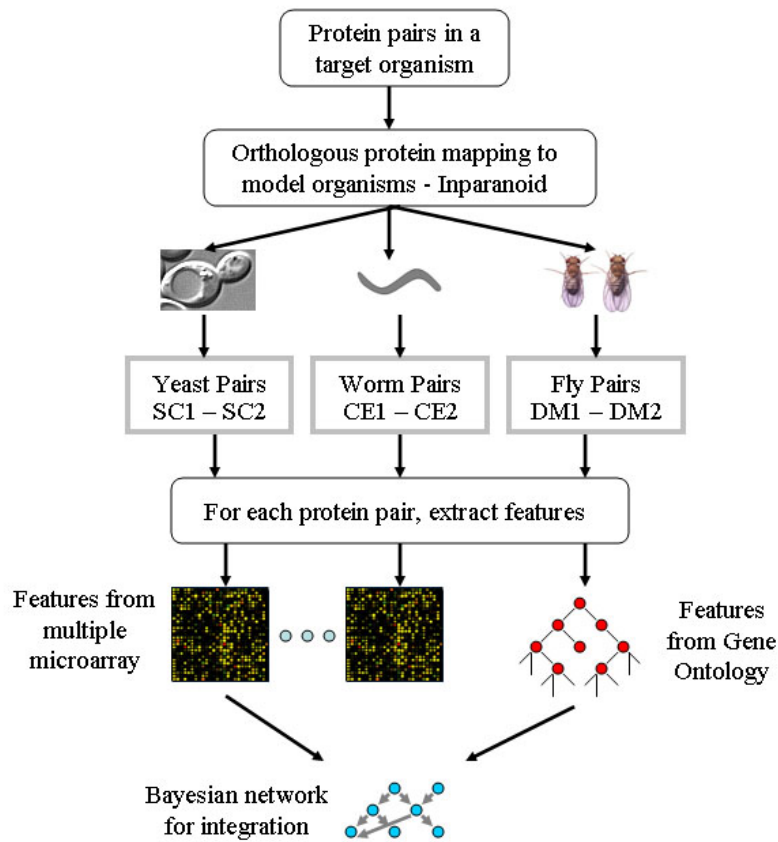 Protein pairs in a
target organism
Orthologous protein mapping to
model organisms - Inparanoid
Yeast Pairs
SC1 – SC2
Worm Pairs
CE1 – CE2
Fly Pairs
DM1 – DM2
For each protein pair, extract features
Features from
multiple
microarray
Features
from Gene
Ontology
Bayesian network
for integration